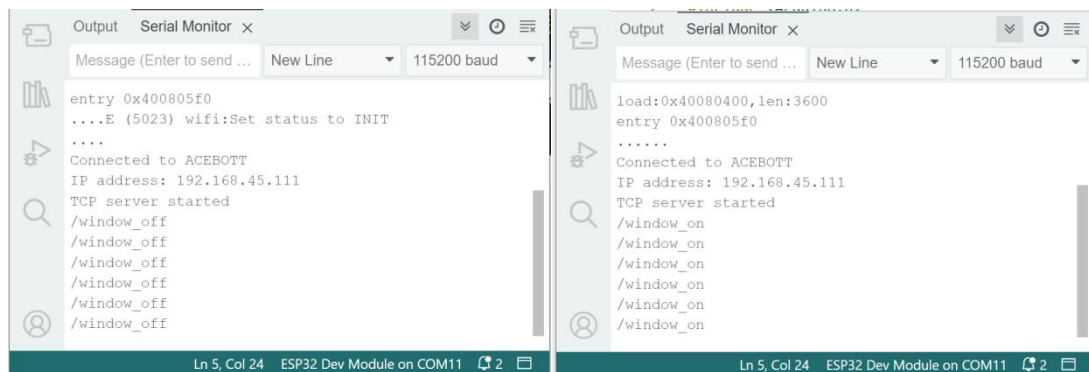 Output Serial Monitor ×
Message (Enter to send ... New Line 115200 baud
entry 0x400805f0
....E (5023) wifi:Set status to INIT
....
Connected to ACEBOTT
IP address: 192.168.45.111
TCP server started
/window_off
/window_off
/window_off
/window_off
/window_off
/window_off
Ln 5, Col 24 ESP32 Dev Module on COM11 2
Output Serial Monitor ×
Message (Enter to send ... New Line 115200 baud
load:0x40080400,len:3600
entry 0x400805f0
......
Connected to ACEBOTT
IP address: 192.168.45.111
TCP server started
/window_on
/window_on
/window_on
/window_on
/window_on
/window_on
Ln 5, Col 24 ESP32 Dev Module on COM11 2